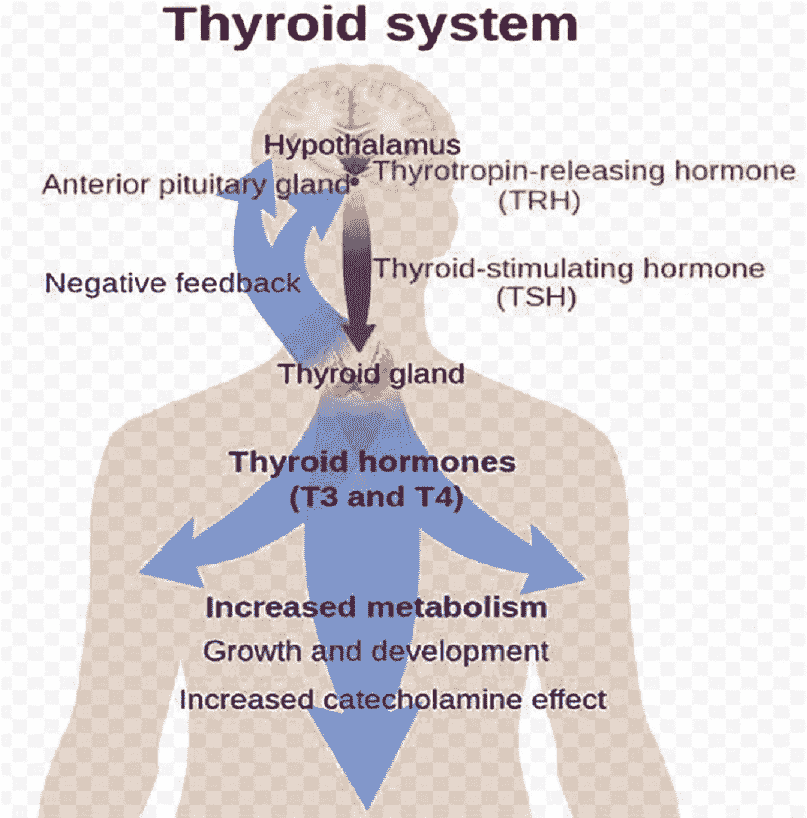 Thyroid system
Hypothalamus
Thyrotropin-releasing hormone
(TRH)
Anterior pituitary gland
Thyroid-stimulating hormone
(TSH)
Negative feedback
Thyroid gland
Thyroid hormones
(T3 and T4)
Increased metabolism
Growth and development
Increased catecholamine effect